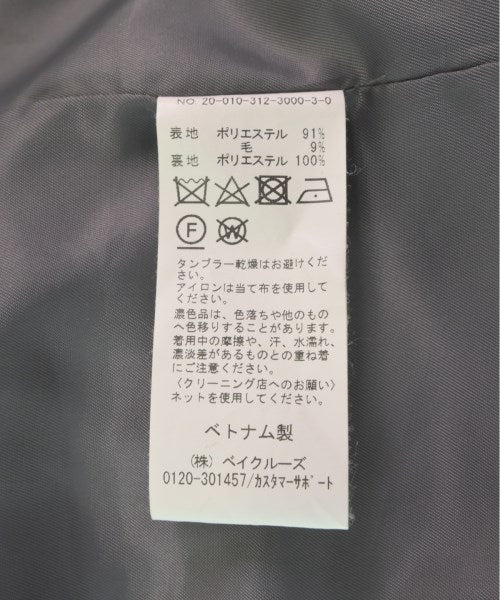 NO. 20-010-312-3000-3-0
表地 ポリエステル 91%
毛 9%
裏地 ポリエステル 100%
F W
タンブラー乾燥はお避けくだ
さい。
アイロンは当て布を使用して
ください。
濃色品は、色落ちや他のもの
へ色移りすることがあります。
着用中の摩擦や、汗、水濡れ、
濃淡差があるものとの重ね着
にご注意ください。
〈クリーニング店へのお願い〉
ネットを使用してください。
ベトナム製
(株) ベイクルーズ
0120-301457/カスタマーサポート